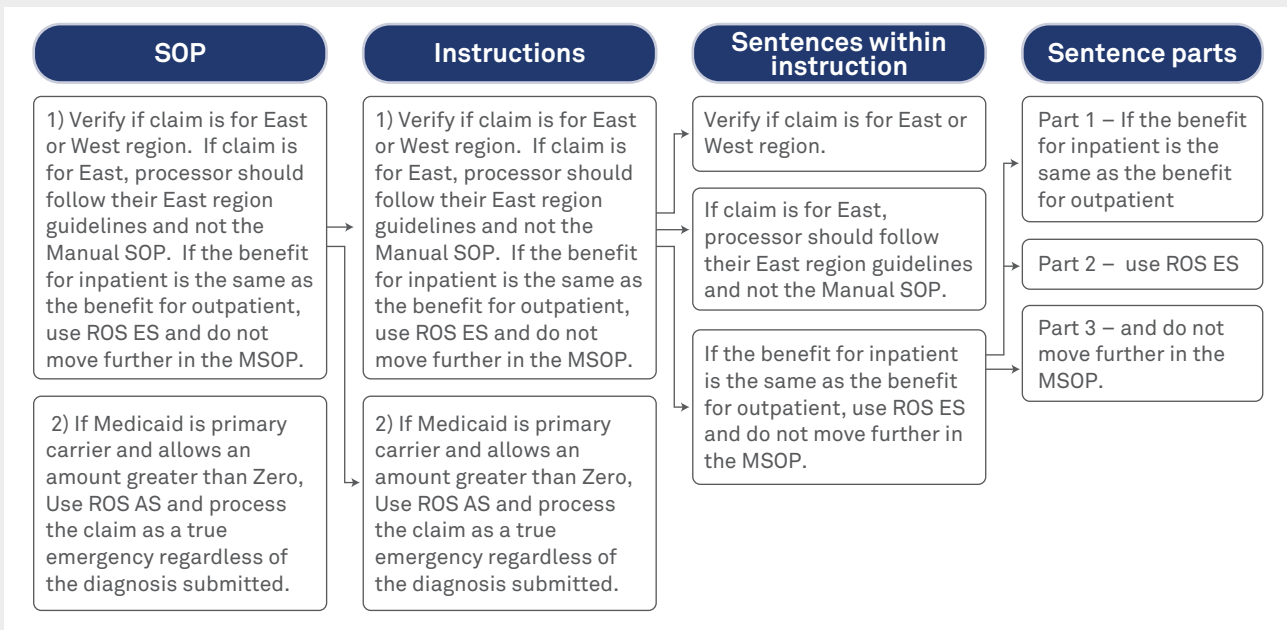 SOP
1) Verify if claim is for East
or West region. If claim is
for East, processor should
follow their East region
guidelines and not the
Manual SOP. If the benefit
for inpatient is the same as
the benefit for outpatient,
use ROS ES and do not
move further in the MSOP.
2) If Medicaid is primary
carrier and allows an
amount greater than Zero,
Use ROS AS and process
the claim as a true
emergency regardless of
the diagnosis submitted.
Instructions
1) Verify if claim is for East
or West region. If claim is
for East, processor should
follow their East region
guidelines and not the
Manual SOP. If the benefit
for inpatient is the same as
the benefit for outpatient,
use ROS ES and do not
move further in the MSOP.
2) If Medicaid is primary
carrier and allows an
amount greater than Zero,
Use ROS AS and process
the claim as a true
emergency regardless of
the diagnosis submitted.
Sentences within
instruction
Verify if claim is for East or
West region.
If claim is for East,
processor should follow
their East region guidelines
and not the Manual SOP.
If the benefit for inpatient
is the same as the benefit
for outpatient, use ROS ES
and do not move further in
the MSOP.
Sentence parts
Part 1 – If the benefit
for inpatient is the
same as the benefit
for outpatient
Part 2 – use ROS ES
Part 3 – and do not
move further in the
MSOP.